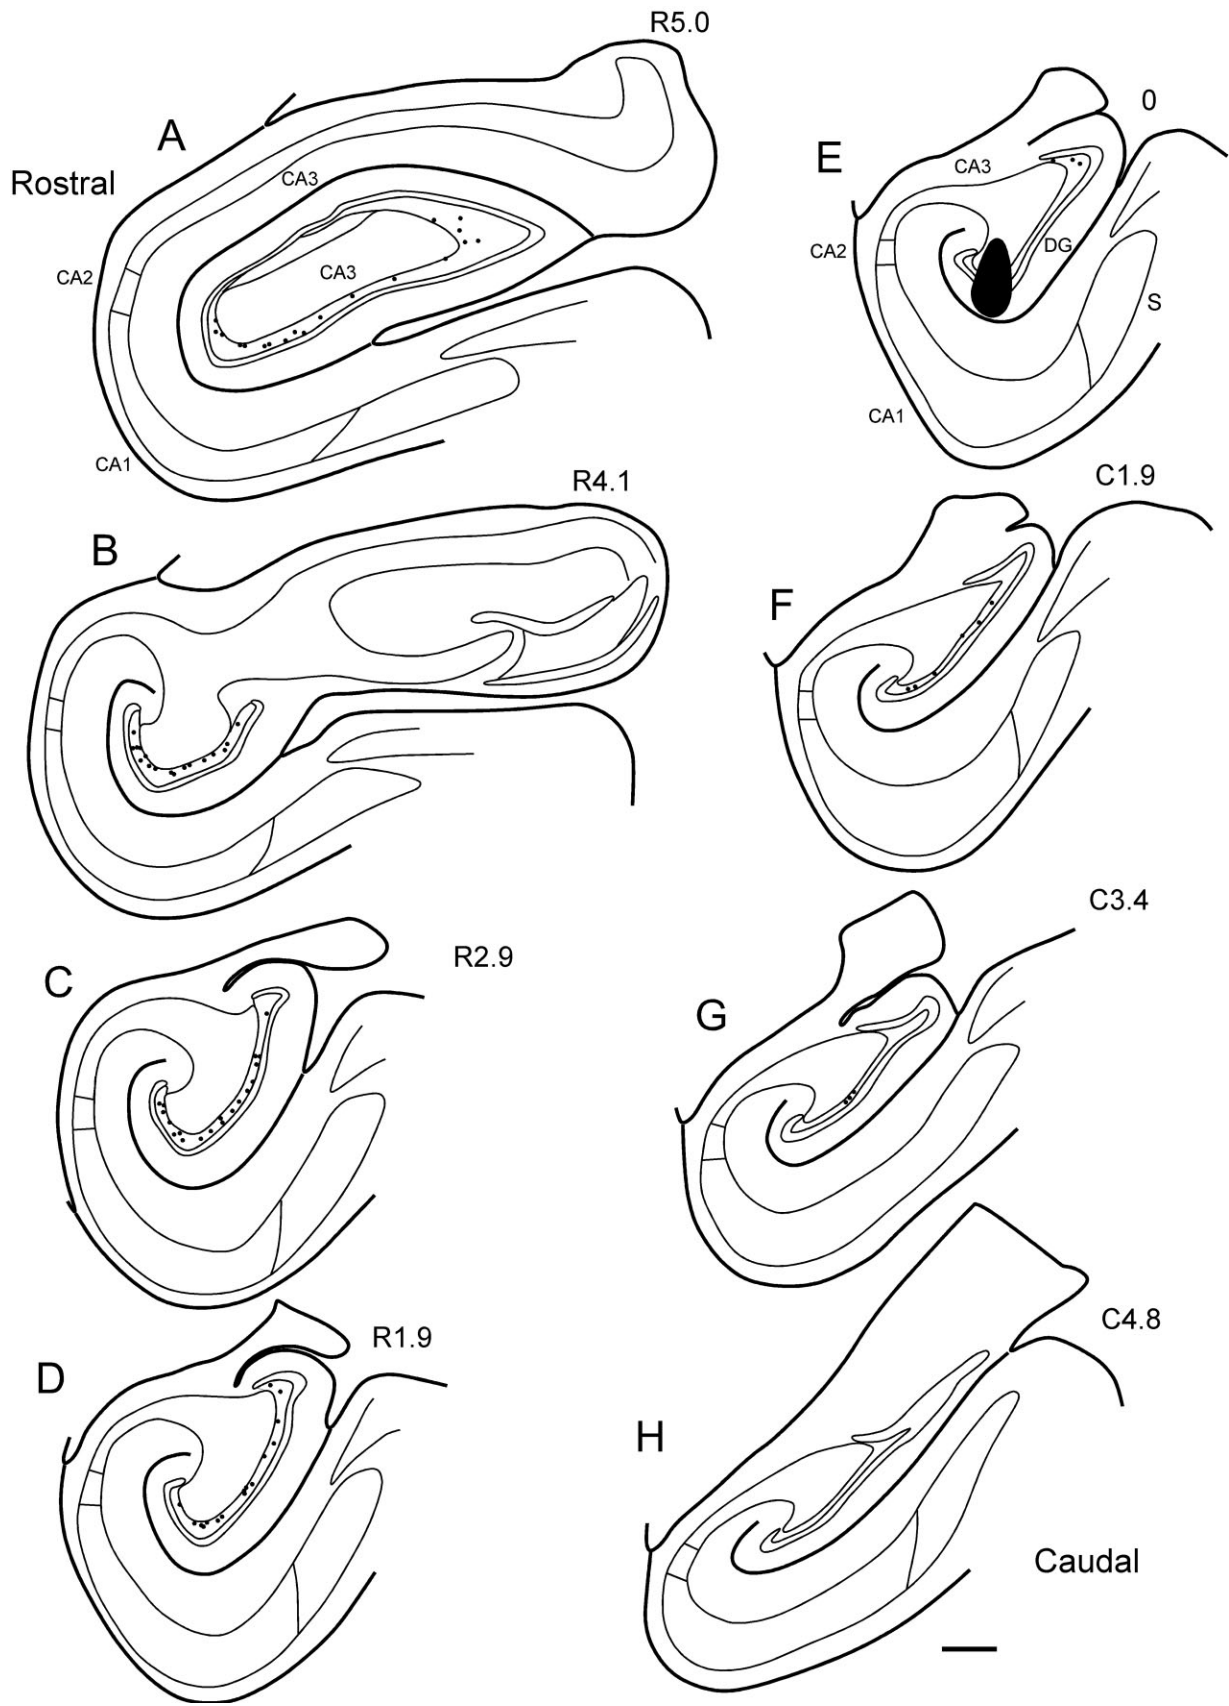 R5.0
A
Rostral
CA3
CA2
CA3
CA1
R4.1
B
R2.9
C
R1.9
D
0
E
CA3
CA2
DG
S
CA1
C1.9
F
C3.4
G
C4.8
H
Caudal